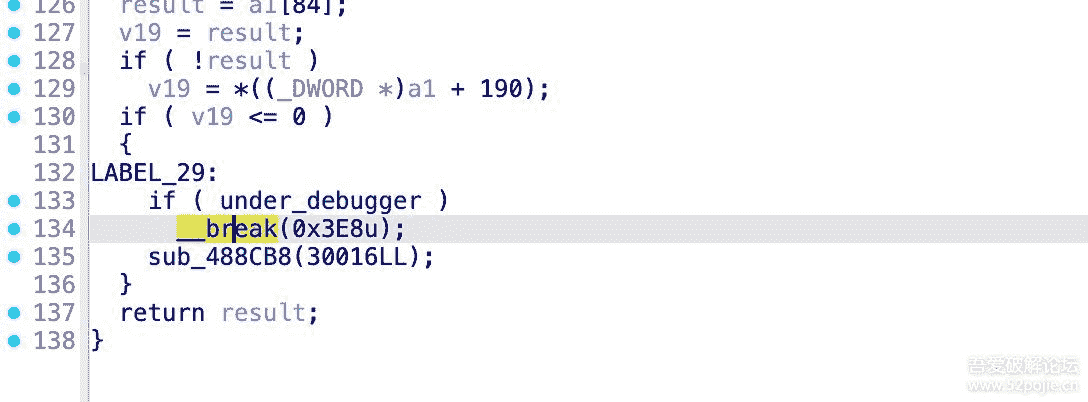 126 result = a1[84];
127 v19 = result;
128 if ( !result )
129 v19 = *((_DWORD *)a1 + 190);
130 if ( v19 <= 0 )
131 {
132 LABEL_29:
133 if ( under_debugger )
134 __break(0x3E8u);
135 sub_488CB8(30016LL);
136 }
137 return result;
138 }
吾爱破解论坛
www.52pojie.cn